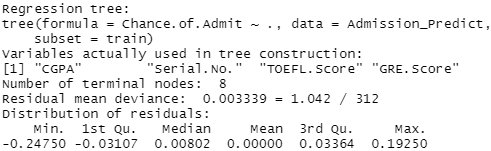 Regression tree:
tree(formula = Chance.of.Admit ~ ., data = Admission_Predict,
    subset = train)
Variables actually used in tree construction:
[1] "CGPA"        "Serial.No."  "TOEFL.Score" "GRE.Score"
Number of terminal nodes:  8
Residual mean deviance:  0.003339 = 1.042 / 312
Distribution of residuals:
    Min.  1st Qu.   Median     Mean  3rd Qu.     Max.
-0.24750 -0.03107  0.00802  0.00000  0.03364  0.19250